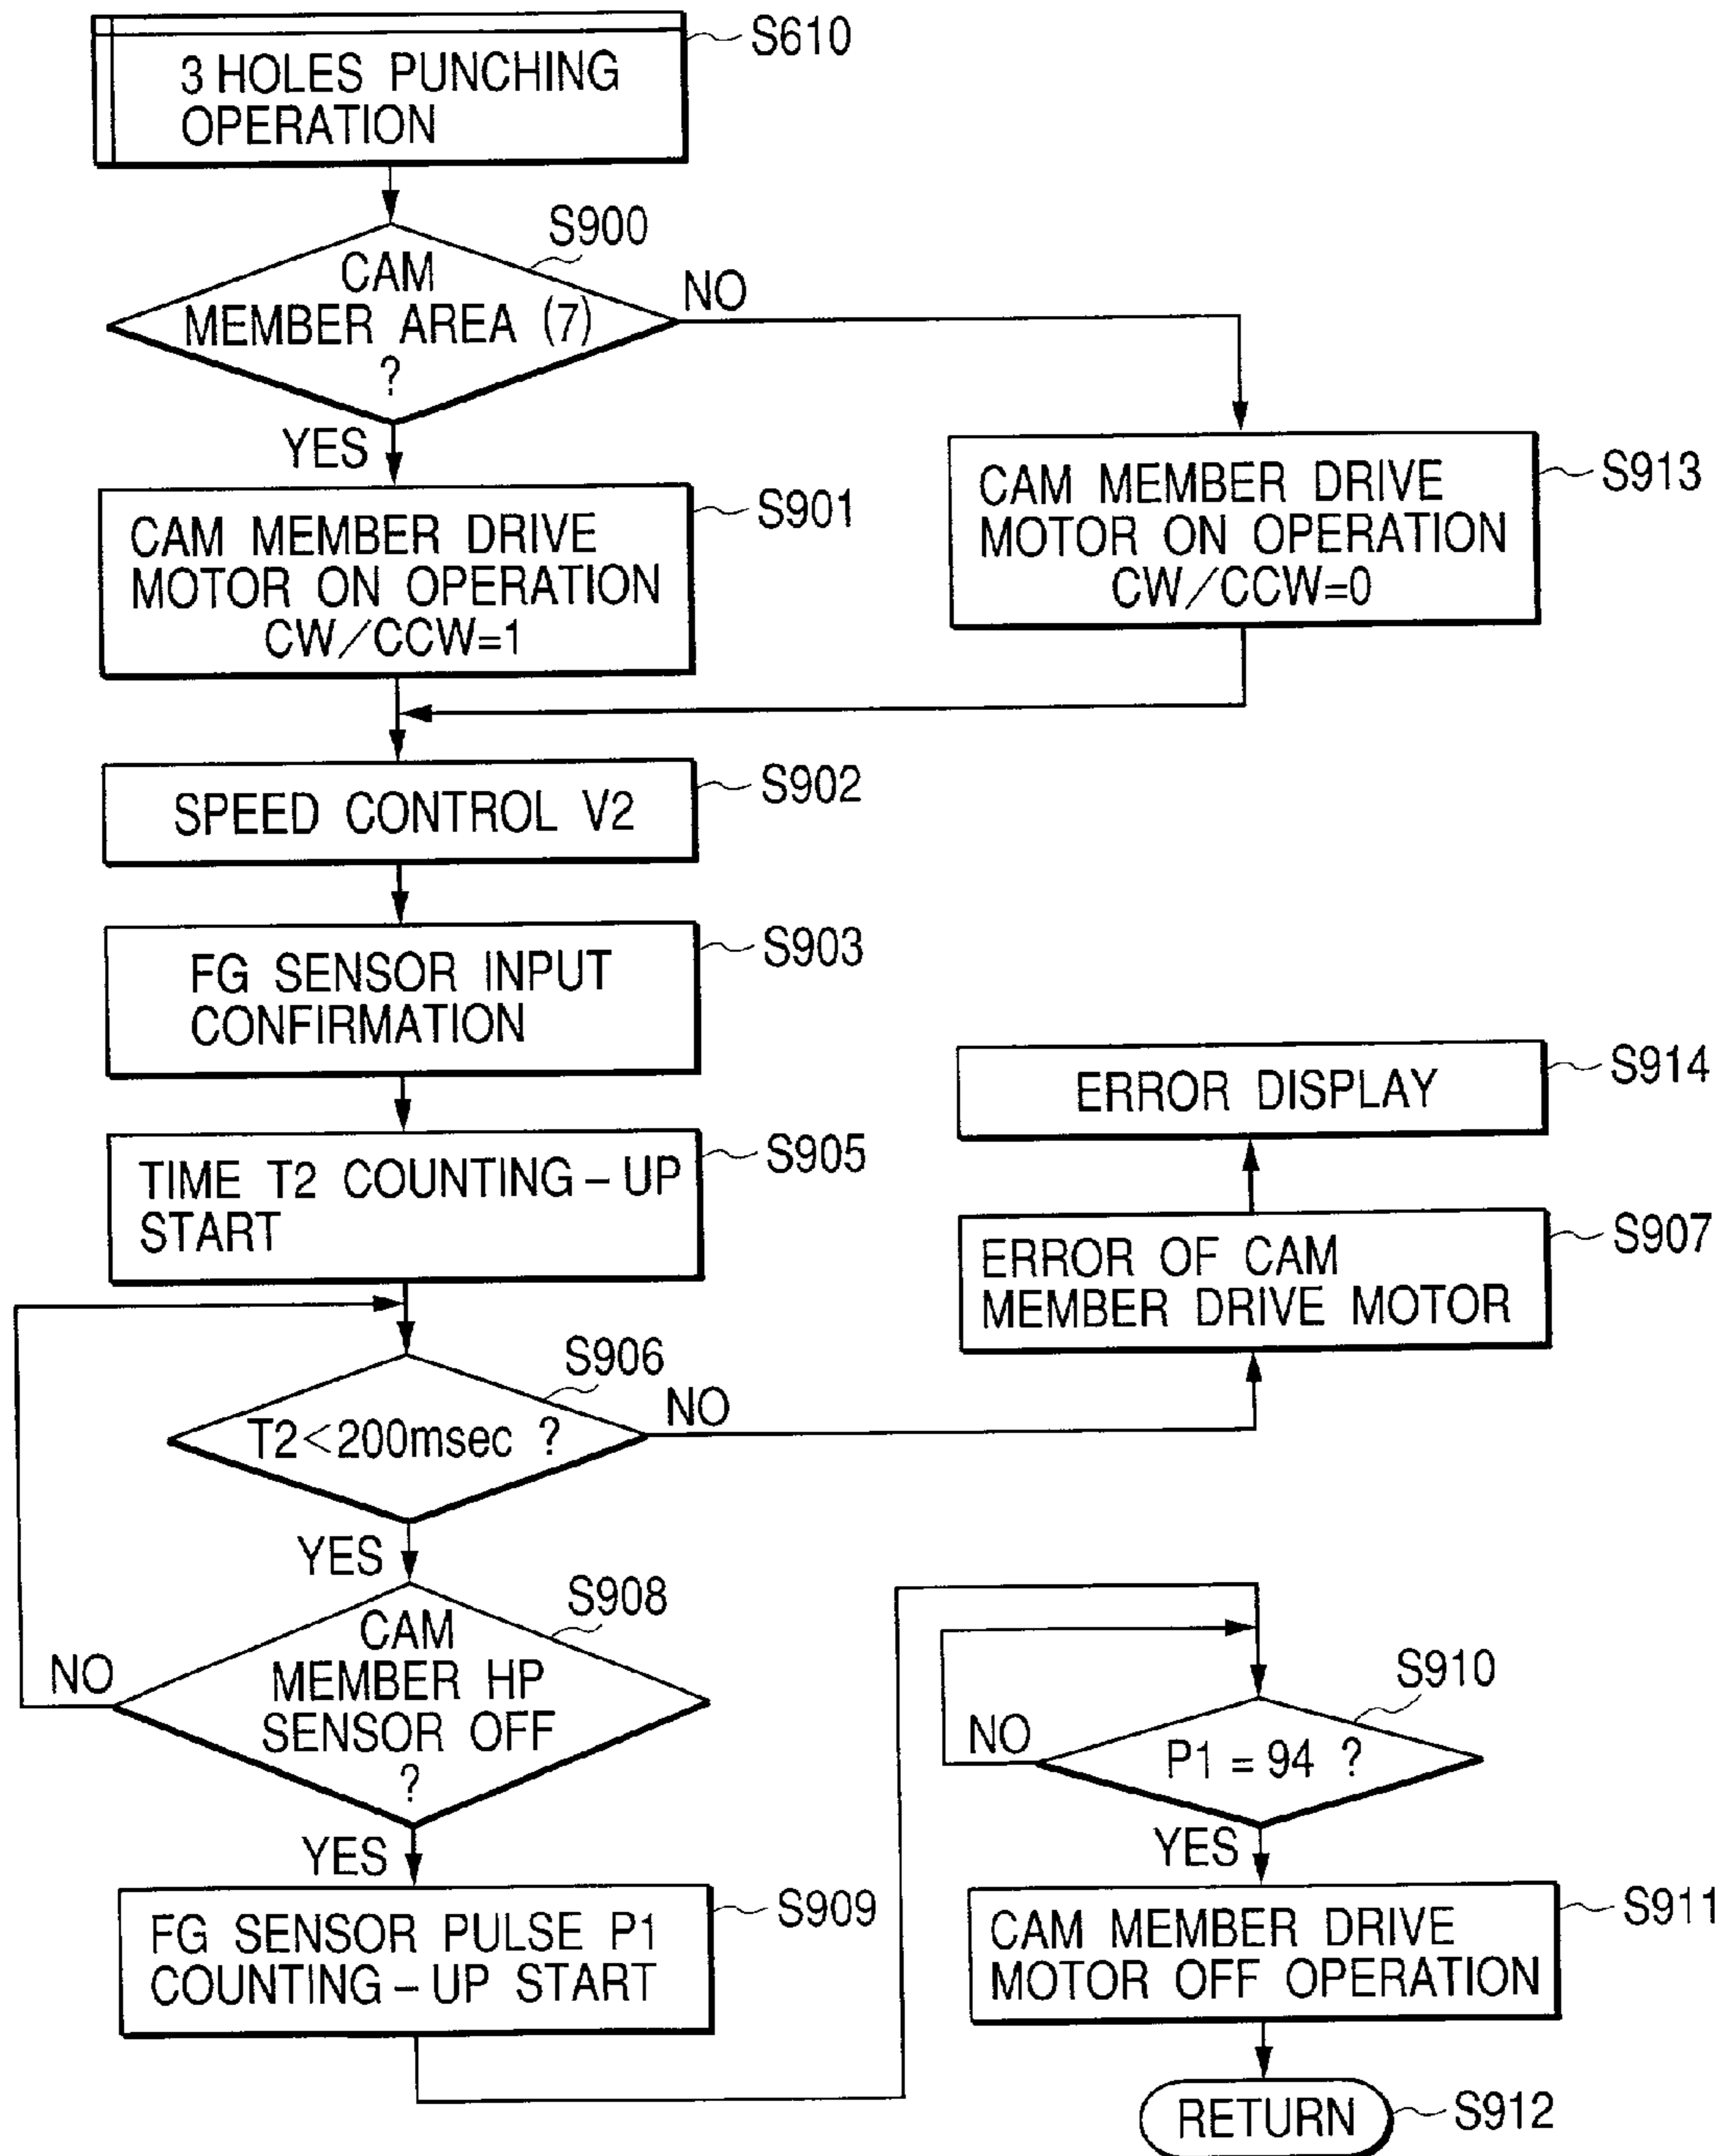 3 HOLES PUNCHING
OPERATION
S610
S900
CAM
MEMBER AREA (7)
?
NO
YES
CAM MEMBER DRIVE
MOTOR ON OPERATION
CW/CCW=1
S901
CAM MEMBER DRIVE
MOTOR ON OPERATION
CW/CCW=0
S913
SPEED CONTROL V2
S902
FG SENSOR INPUT
CONFIRMATION
S903
TIME T2 COUNTING-UP
START
S905
ERROR DISPLAY
S914
ERROR OF CAM
MEMBER DRIVE MOTOR
S907
S906
T2<200msec ?
NO
YES
S908
CAM
MEMBER HP
SENSOR OFF
?
NO
YES
FG SENSOR PULSE P1
COUNTING-UP START
S909
S910
P1 = 94 ?
NO
YES
CAM MEMBER DRIVE
MOTOR OFF OPERATION
S911
RETURN
S912